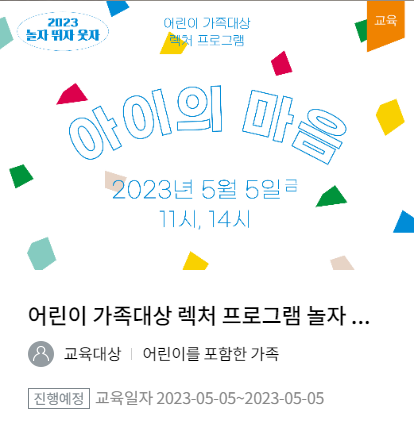 2023
놀자 뛰자 웃자
어린이 가족대상
렉처 프로그램
교육
아이의 마음
2023년 5월 5일금
11시, 14시
어린이 가족대상 렉처 프로그램 놀자 ...
교육대상 | 어린이를 포함한 가족
진행예정 교육일자 2023-05-05~2023-05-05